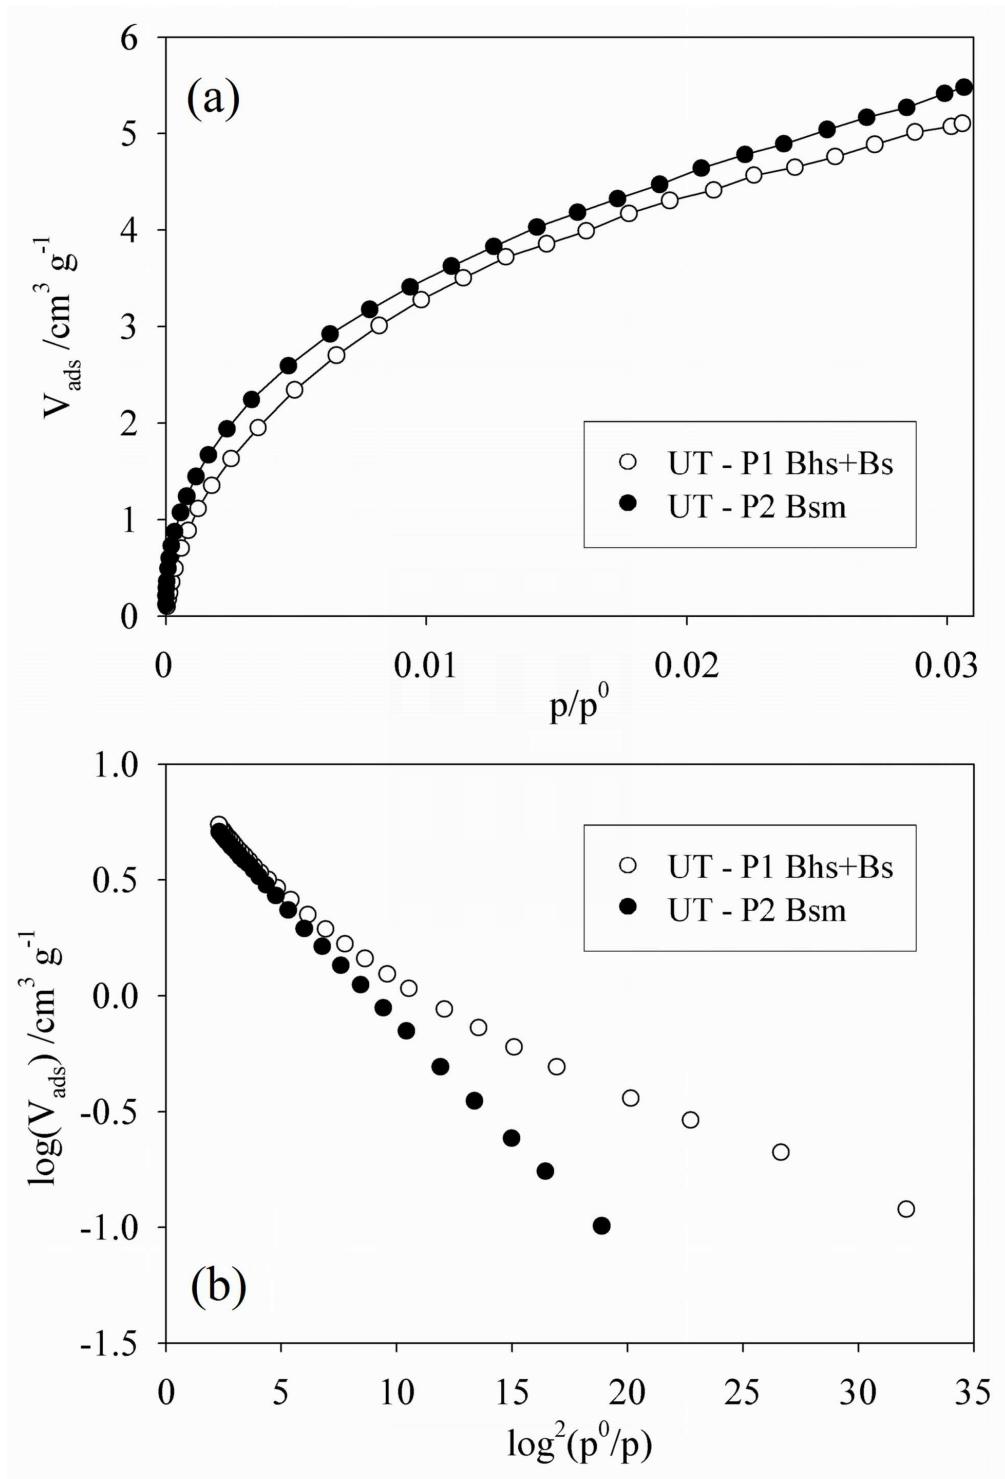 6
(a)
5
4
3
2
1
0
V_ads /cm^3 g^-1
UT - P1 Bhs+Bs
UT - P2 Bsm
0 0.01 0.02 0.03
p/p^0
1.0
0.5
0.0
-0.5
-1.0
-1.5
log(V_ads) /cm^3 g^-1
UT - P1 Bhs+Bs
UT - P2 Bsm
(b)
0 5 10 15 20 25 30 35
log^2(p^0/p)